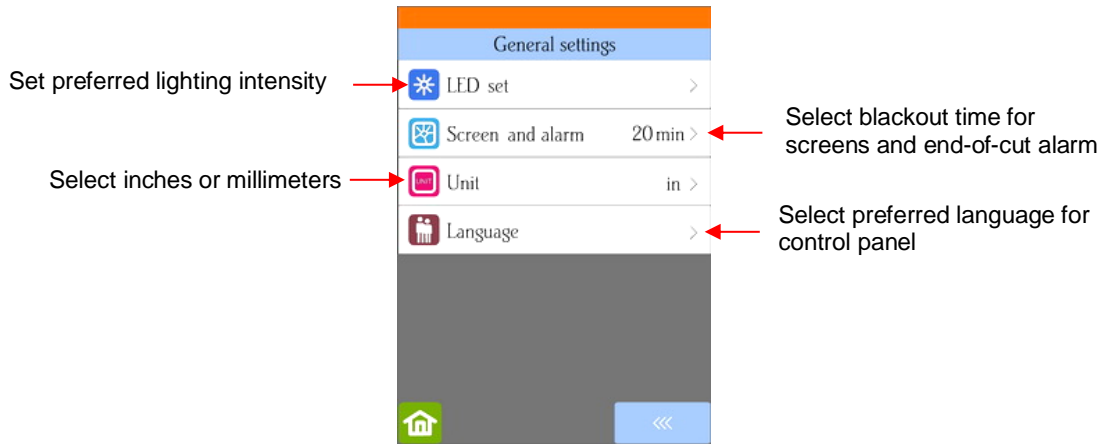 General settings
Set preferred lighting intensity
LED set
Screen and alarm 20 min
Select blackout time for
screens and end-of-cut alarm
Select inches or millimeters
UNIT
Unit in
Language
Select preferred language for
control panel